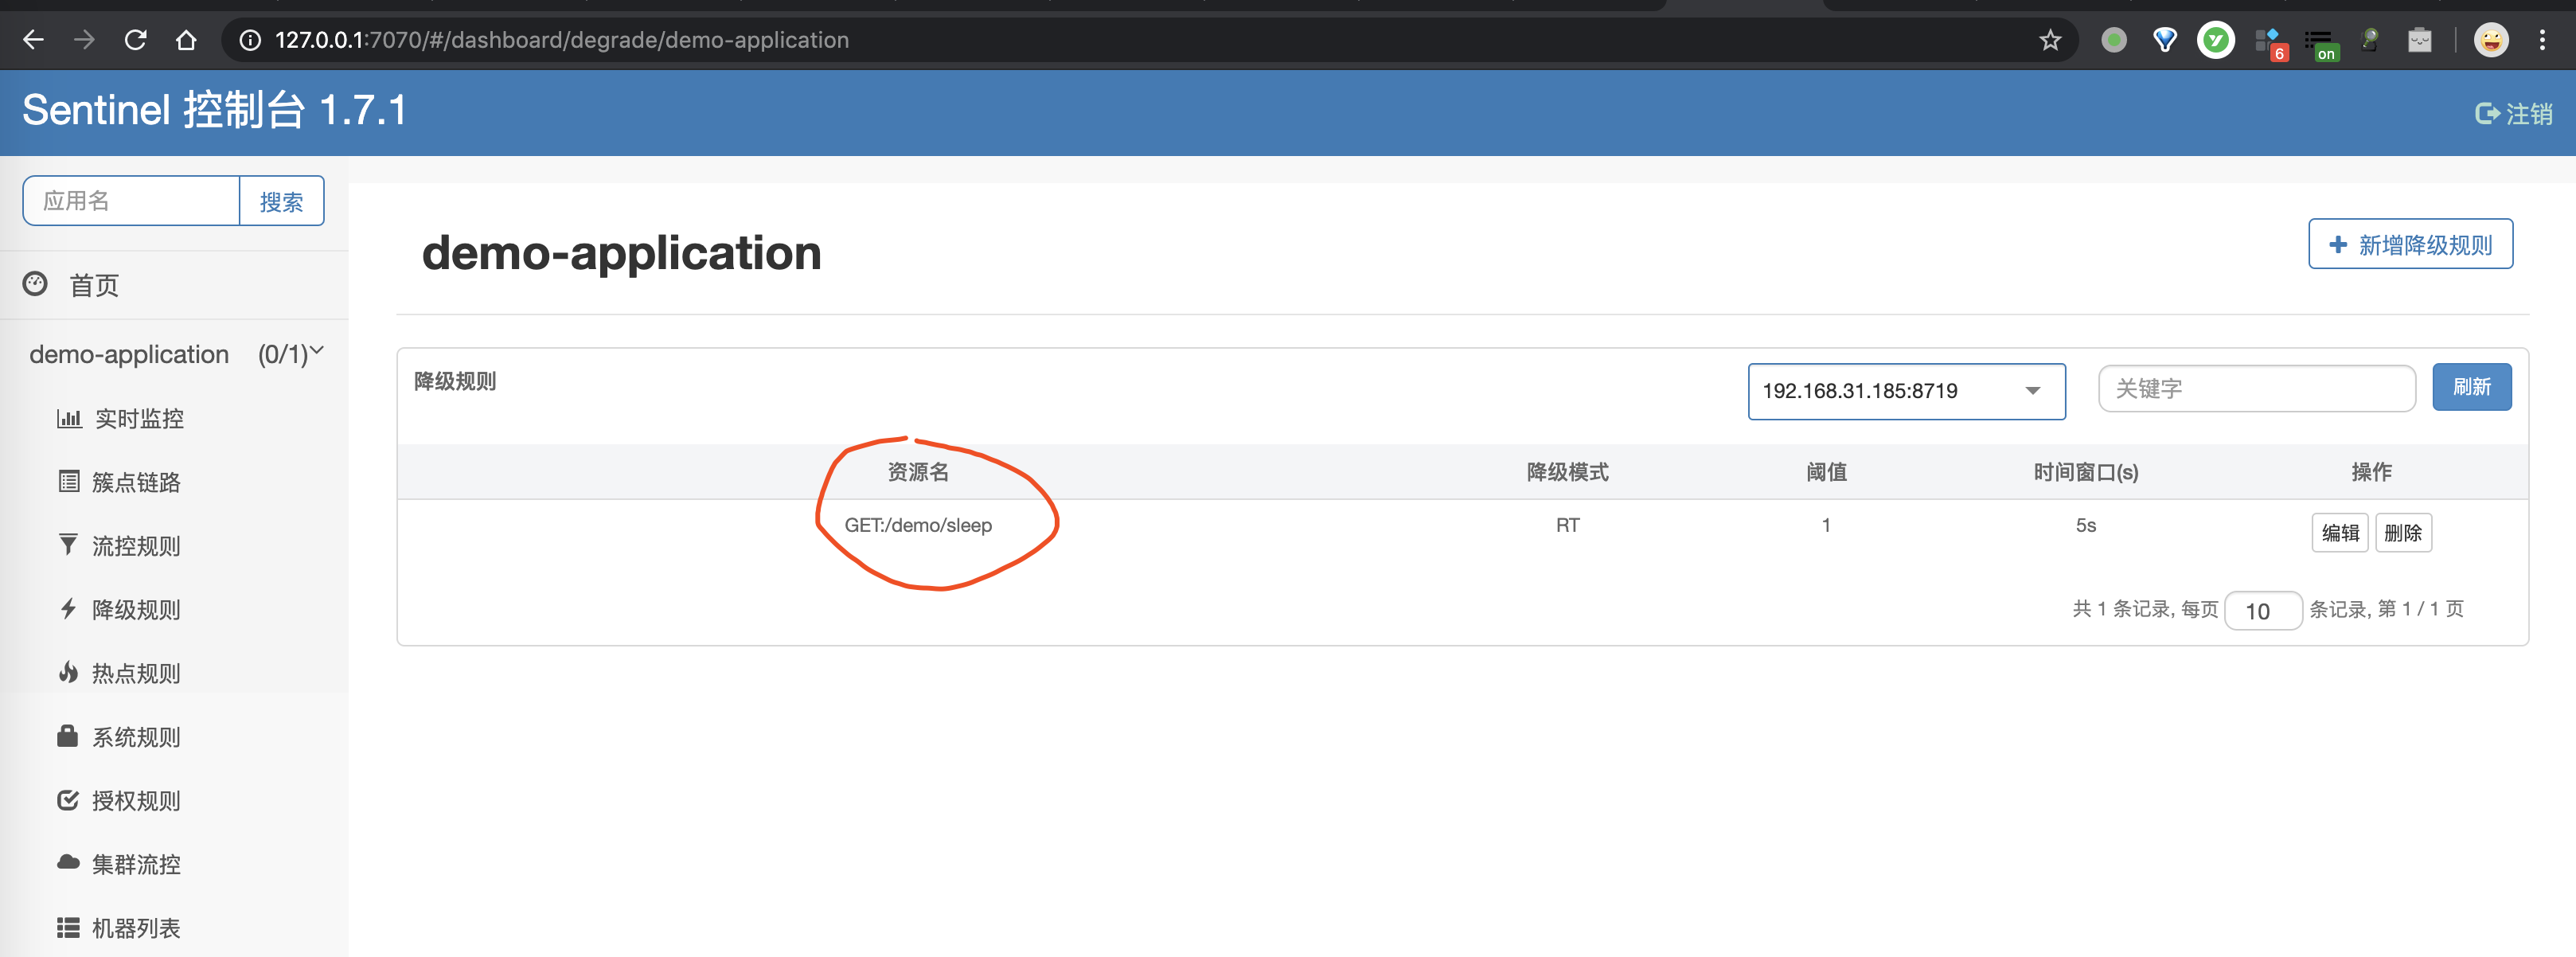 127.0.0.1:7070/#/dashboard/degrade/demo-application
6
on
Sentinel 控制台 1.7.1
注销
应用名
搜索
首页
demo-application (0/1)
实时监控
簇点链路
流控规则
降级规则
热点规则
系统规则
授权规则
集群流控
机器列表
demo-application
新增降级规则
降级规则
192.168.31.185:8719
关键字
刷新
资源名 降级模式 阈值 时间窗口(s) 操作
GET:/demo/sleep RT 1 5s 编辑 删除
共 1 条记录, 每页 10 条记录, 第 1 / 1 页